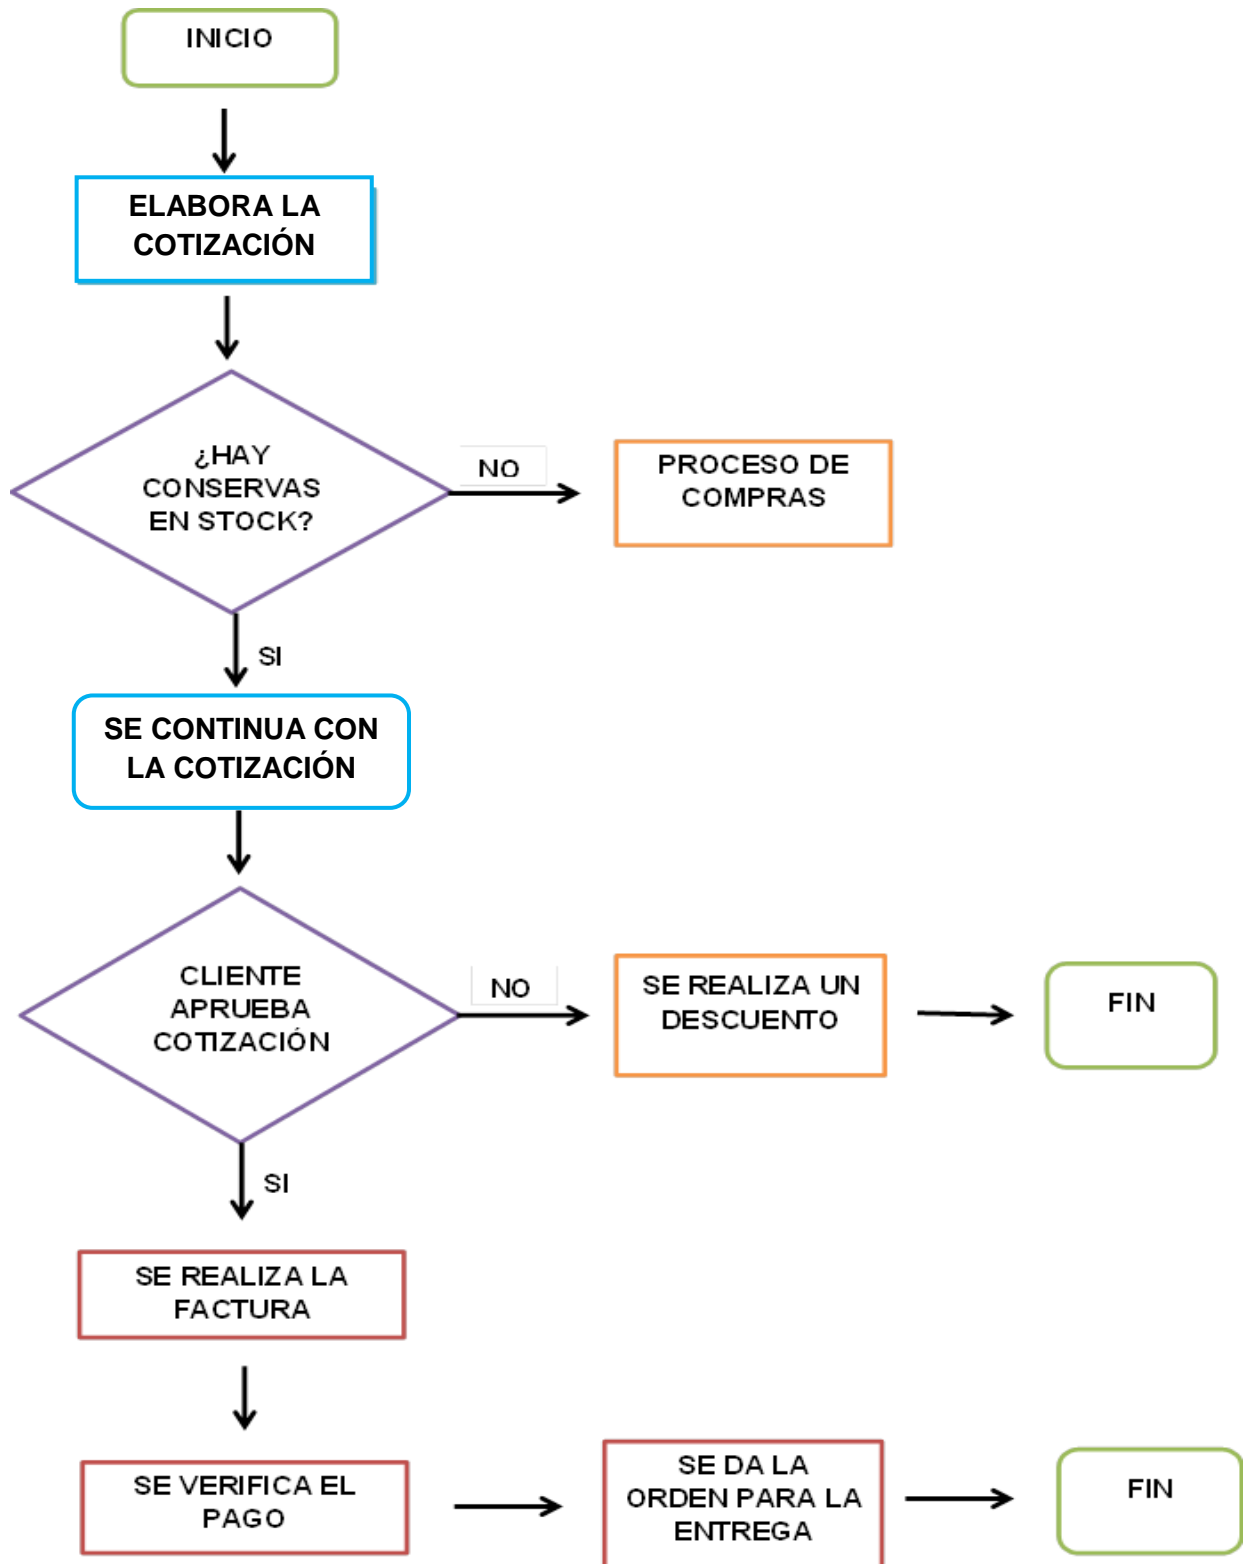 INICIO
ELABORA LA
COTIZACIÓN
¿HAY
CONSERVAS
EN STOCK?
NO
PROCESO DE
COMPRAS
SI
SE CONTINUA CON
LA COTIZACIÓN
CLIENTE
APRUEBA
COTIZACIÓN
NO
SE REALIZA UN
DESCUENTO
FIN
SI
SE REALIZA LA
FACTURA
SE VERIFICA EL
PAGO
SE DA LA
ORDEN PARA LA
ENTREGA
FIN